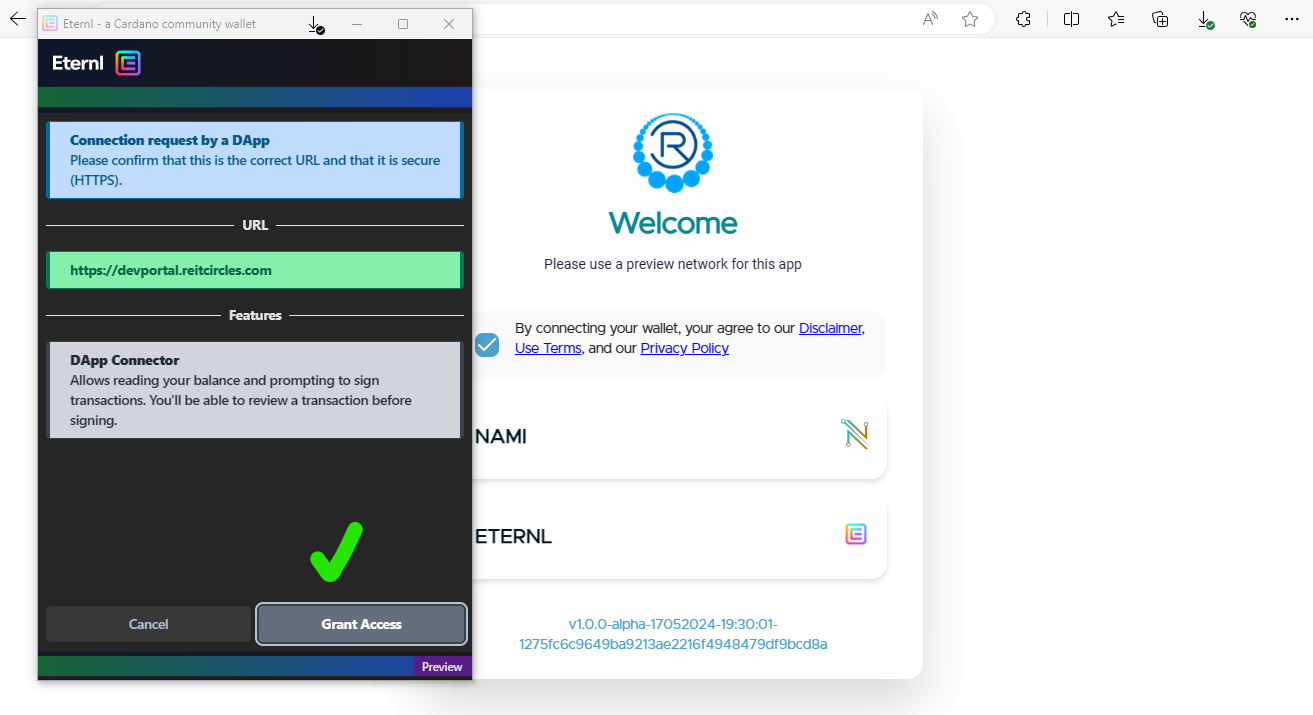 Eternl - a Cardano community wallet
Eternl
Connection request by a DApp
Please confirm that this is the correct URL and that it is secure
(HTTPS).
URL
https://devportal.reitcircles.com
Features
DApp Connector
Allows reading your balance and prompting to sign
transactions. You'll be able to review a transaction before
signing.
Cancel
Grant Access
Preview
Welcome
Please use a preview network for this app
By connecting your wallet, your agree to our Disclaimer,
Use Terms, and our Privacy Policy
NAMI
ETERNL
v1.0.0-alpha-17052024-19:30:01-
1275fc6c9649ba9213ae2216f4948479df9bcd8a